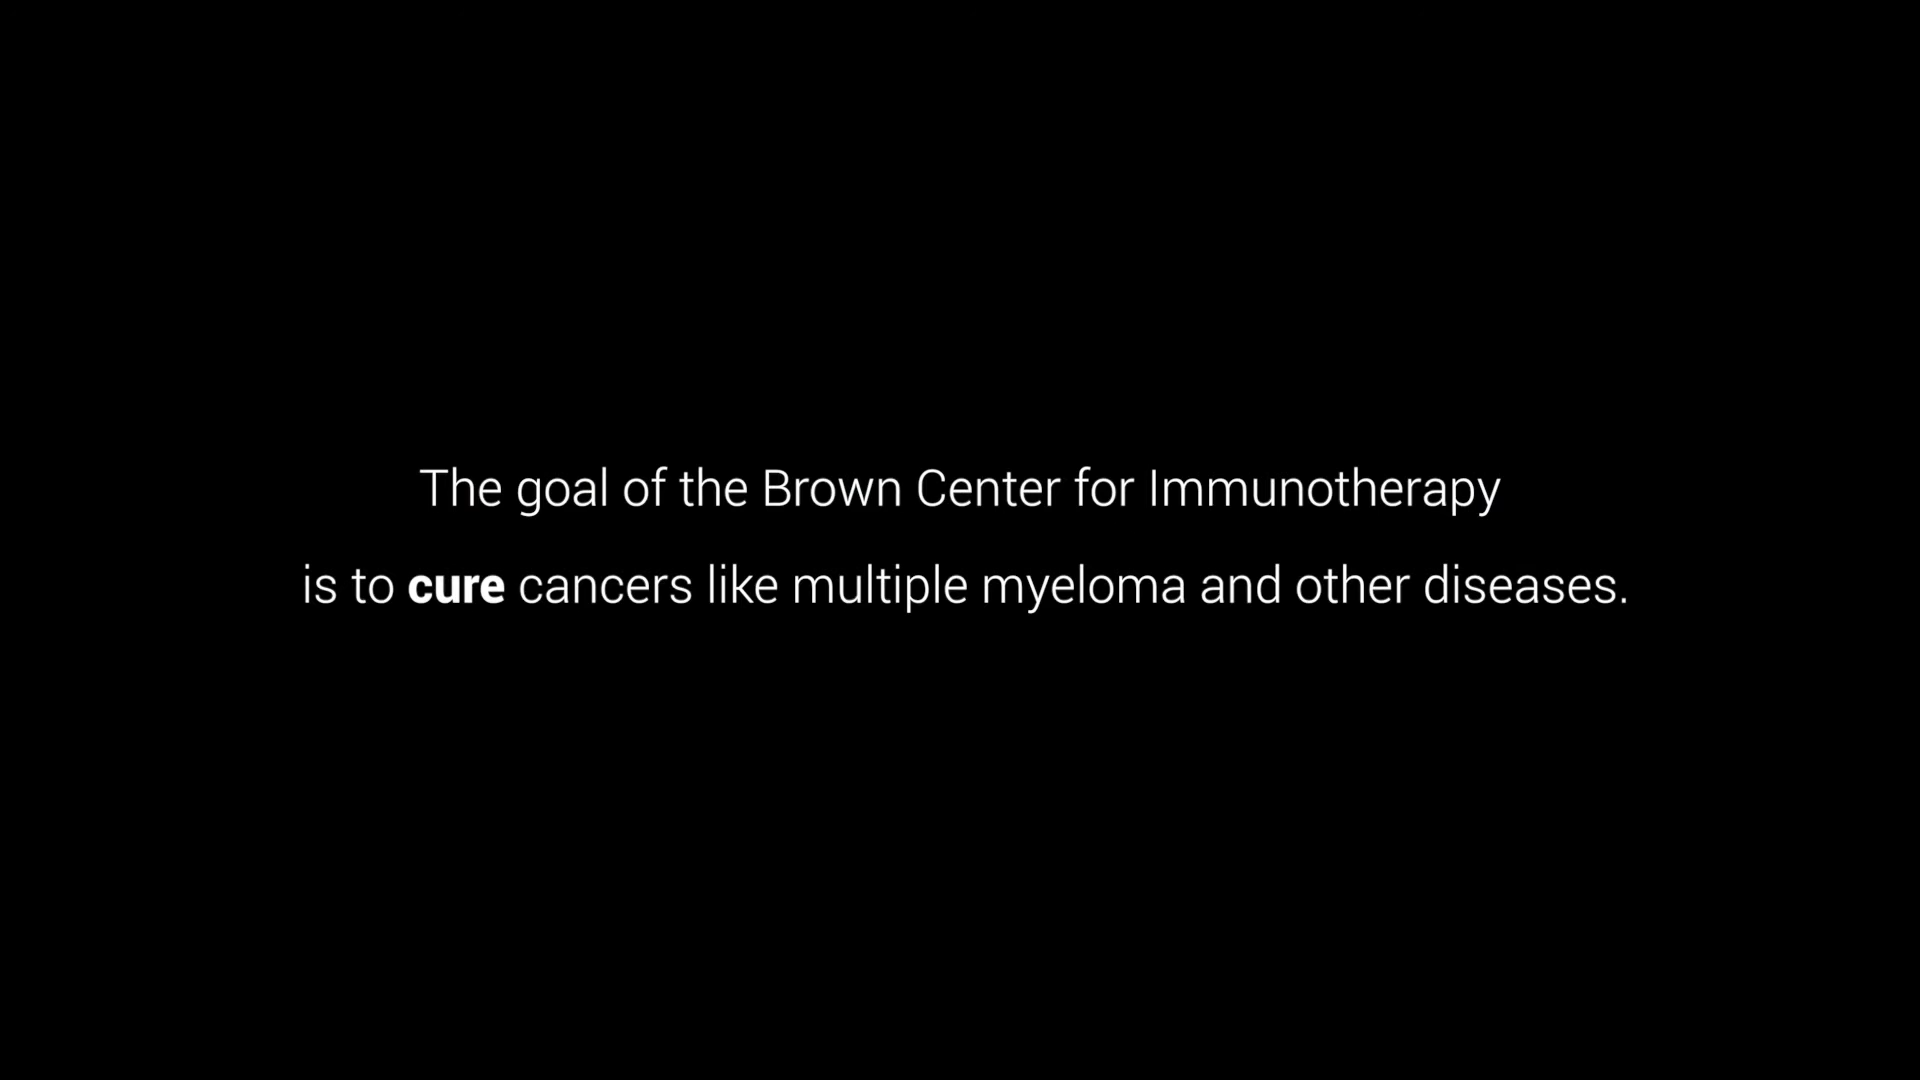 The goal of the Brown Center for Immunotherapy
is to cure cancers like multiple myeloma and other diseases.